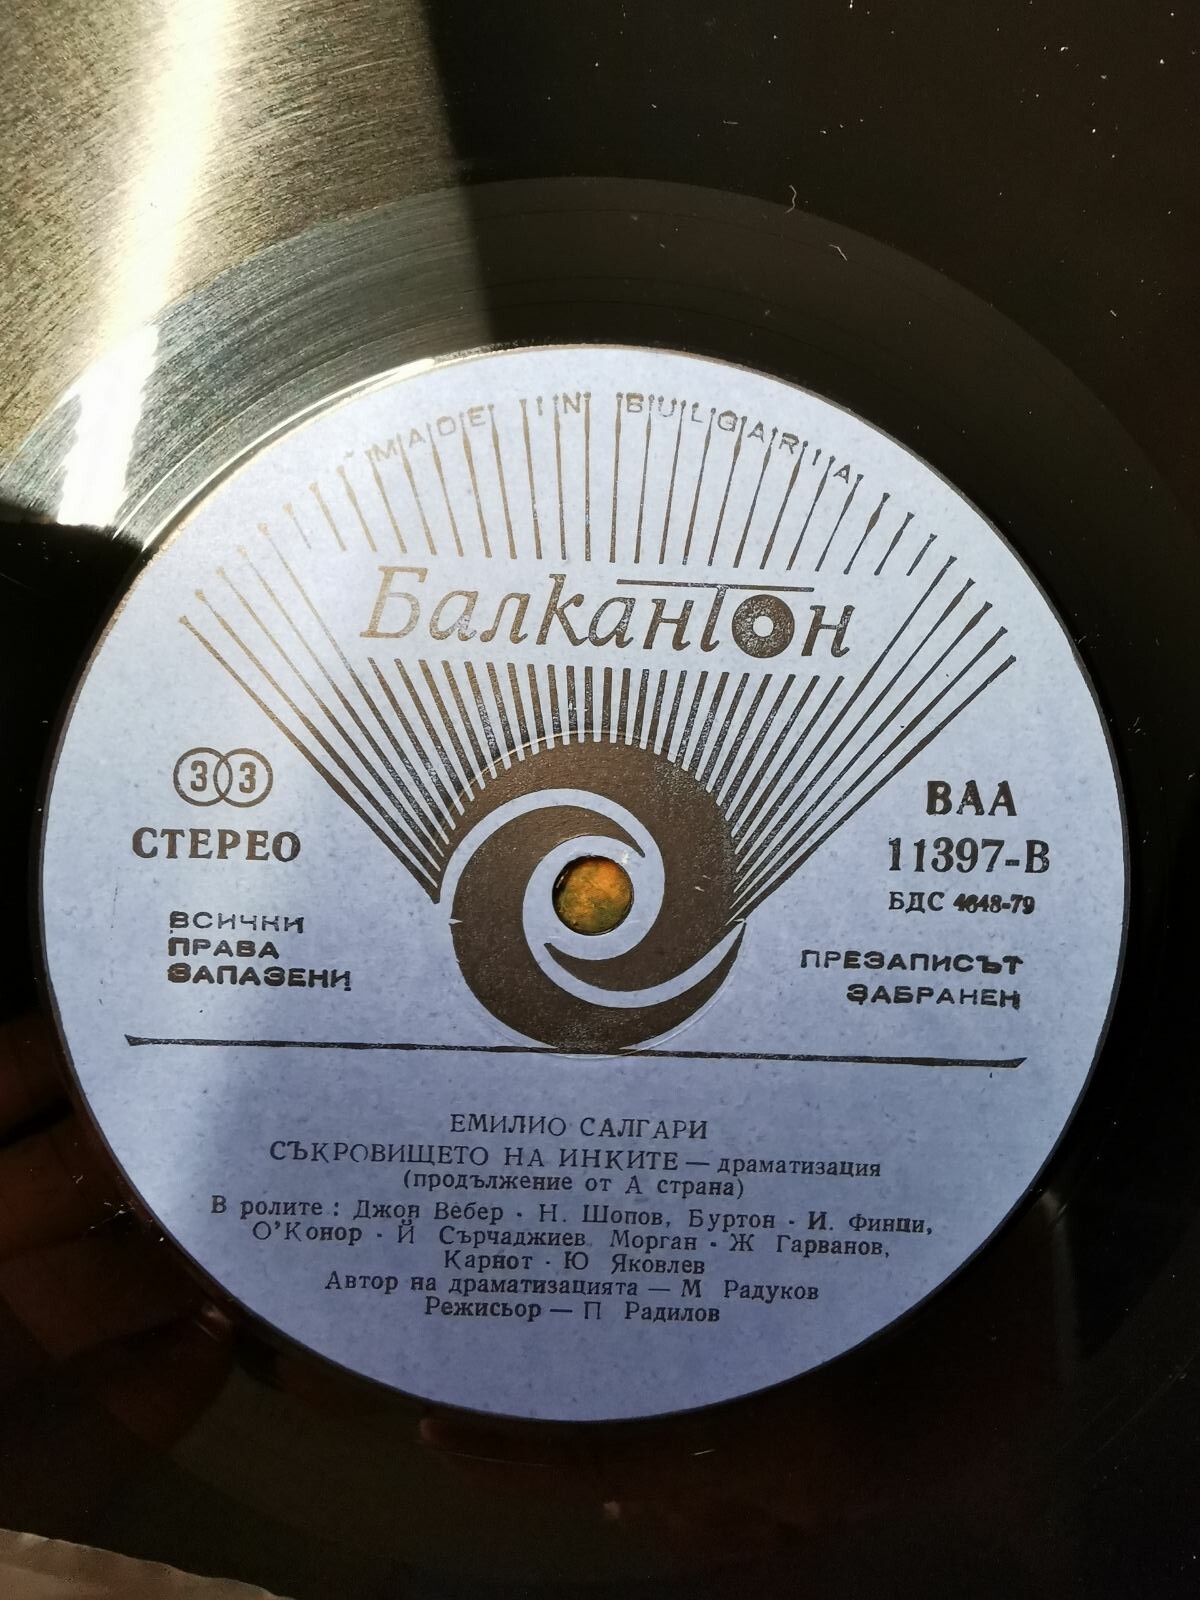 MADE IN BULGARIA
Балкантон
33
СТЕРЕО
ВСИЧКИ
ПРАВА
ЗАПАЗЕНИ
ВАА
11397-В
БДС 4648-79
ПРЕЗАПИСЪТ
ЗАБРАНЕН
ЕМИЛИО САЛГАРИ
СЪКРОВИЩЕТО НА ИНКИТЕ — драматизация
(продължение от А страна)
В ролите : Джон Вебер · Н. Шопов, Буртон · И. Финци,
О'Конор · Й Сърчаджиев Морган · Ж Гарванов,
Карнот · Ю Яковлев
Автор на драматизацията — М Радуков
Режисьор — П Радилов